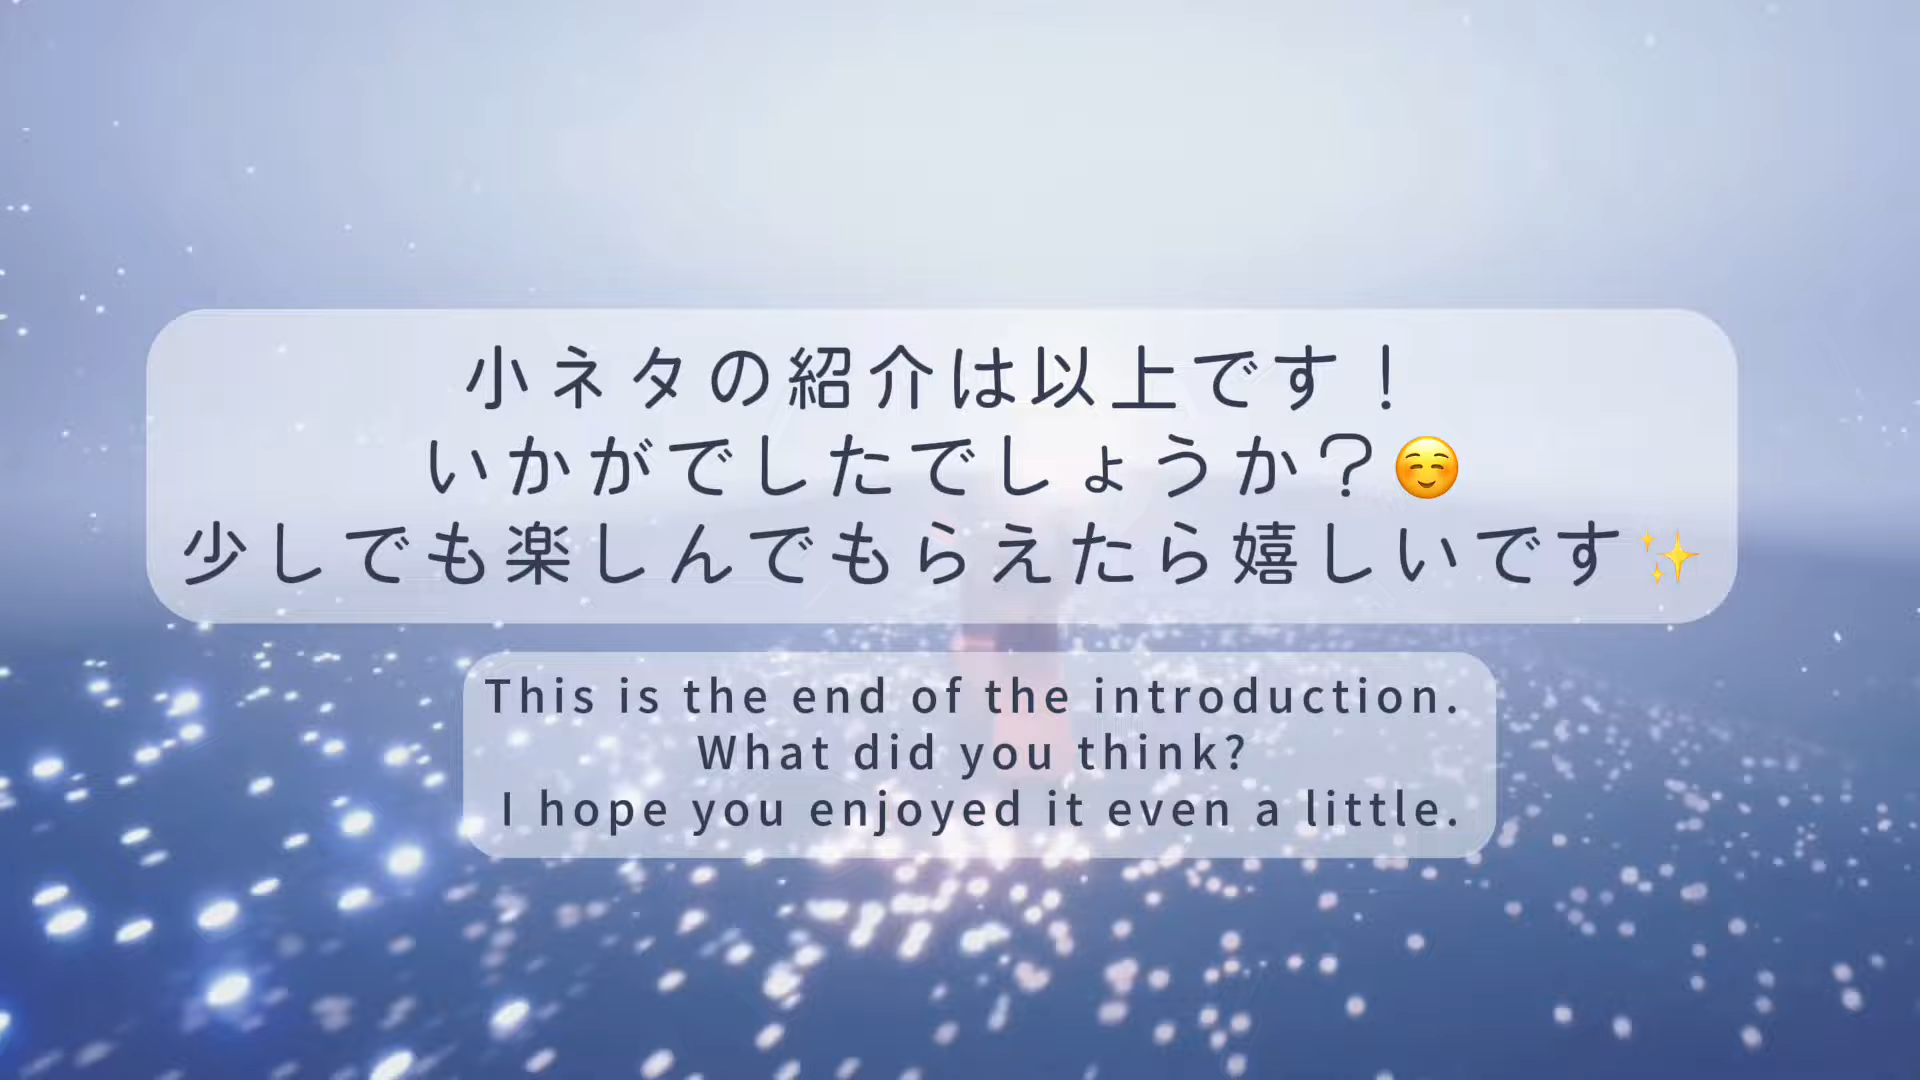 小ネタの紹介は以上です！
いかがでしたでしょうか？☺️
少しでも楽しんでもらえたら嬉しいです✨
This is the end of the introduction.
What did you think?
I hope you enjoyed it even a little.